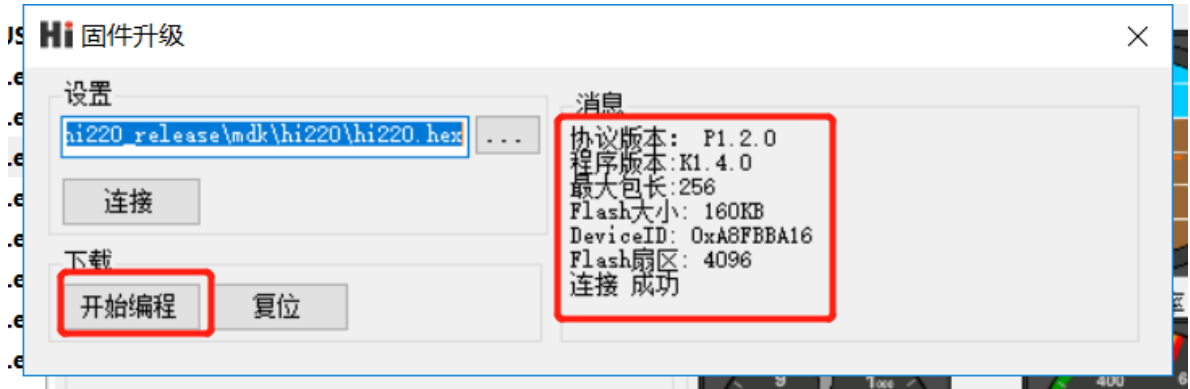 Hi 固件升级
设置
hi220_release\mdk\hi220\hi220.hex
...
连接
下载
开始编程
复位
消息
协议版本： P1.2.0
程序版本:K1.4.0
最大包长:256
Flash大小: 160KB
DeviceID: 0xA8FBBA16
Flash扇区: 4096
连接 成功
9
400
6